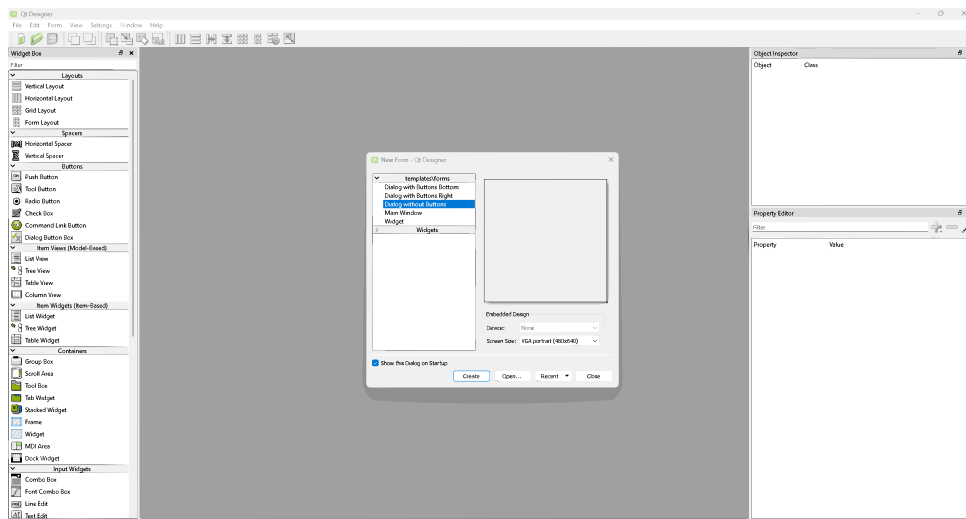 Qt Designer
File Edit Form View Settings Window Help
Widget Box
Filter
Layouts
Vertical Layout
Horizontal Layout
Grid Layout
Form Layout
Spacers
Horizontal Spacer
Vertical Spacer
Buttons
Push Button
Tool Button
Radio Button
Check Box
Command Link Button
Dialog Button Box
Item Views (Model-Based)
List View
Tree View
Table View
Column View
Item Widgets (Item-Based)
List Widget
Tree Widget
Table Widget
Containers
Group Box
Scroll Area
Tool Box
Tab Widget
Stacked Widget
Frame
Widget
MDI Area
Dock Widget
Input Widgets
Combo Box
Font Combo Box
Line Edit
Text Edit
New Form - Qt Designer
templates\forms
Dialog with Buttons Bottom
Dialog with Buttons Right
Dialog without Buttons
Main Window
Widget
Widgets
Embedded Design
Device: None
Screen Size: VGA portrait (480x640)
Show this Dialog on Startup
Create Open... Recent Close
Object Inspector
Object Class
Property Editor
Filter
Property Value